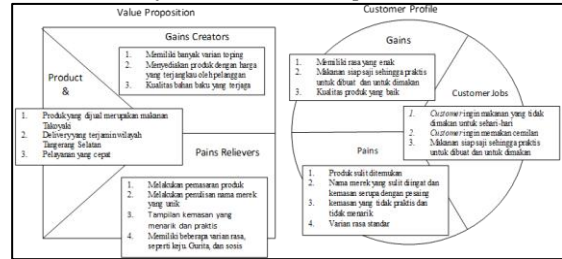 Value Proposition
Gains Creators
1. Memiliki banyak varian toping
2. Menyediakan produk dengan harga
yang terjangkau oleh pelanggan
3. Kualitas bahan baku yang terjaga
Product
&
1. Produk yang dijual merupakan makanan
Takoyaki
2. Delivery yang terjamin wilayah
Tangerang Selatan
3. Pelayanan yang cepat
Pains Relievers
1. Melakukan pemasaran produk
2. Melakukan penulisan nama merek
yang unik
3. Tampilan kemasan yang
menarik dan praktis
4. Memiliki beberapa varian rasa,
seperti keju. Gurita, dan sosis
Customer Profile
Gains
1. Memiliki rasa yang enak
2. Makanan siap saji sehingga praktis
untuk dibuat dan untuk dimakan
3. Kualitas produk yang baik
Customer Jobs
1. Customer ingin makanan yang tidak
dimakan untuk sehari-hari
2. Customer ingin memakan cemilan
3. Makanan siap saji sehingga praktis
untuk dibuat dan untuk dimakan
Pains
1. Produk sulit ditemukan
2. Nama merek yang sulit diingat dan
kemasan serupa dengan pesaing
3. kemasan yang tidak praktis dan
tidak menarik
4. Varian rasa standar